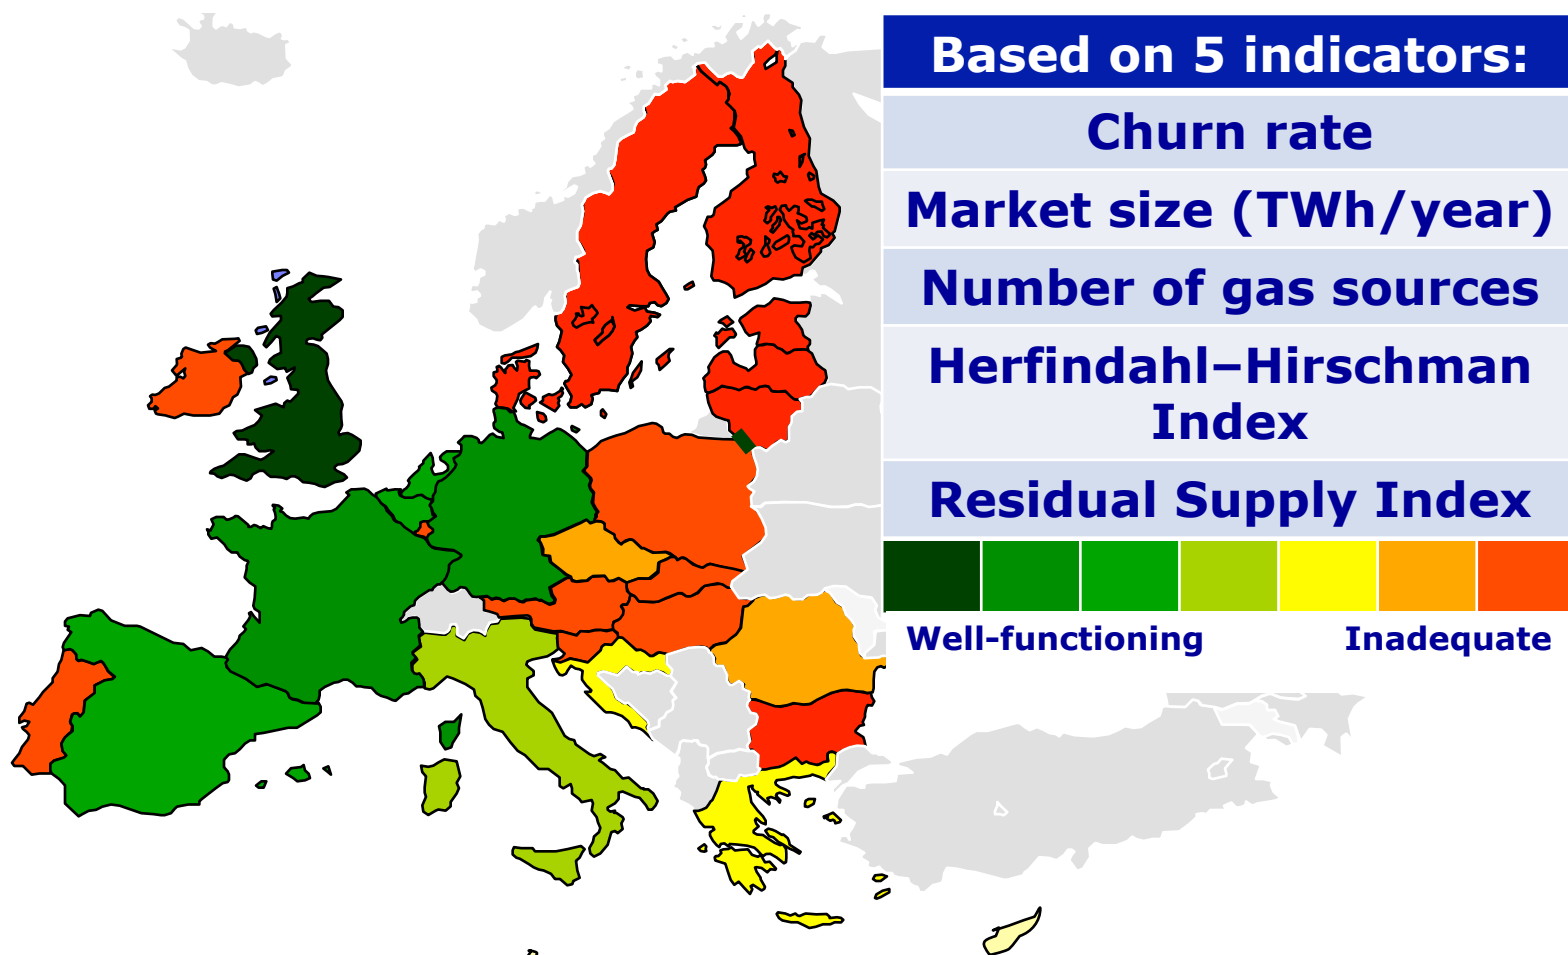 Based on 5 indicators:
Churn rate
Market size (TWh/year)
Number of gas sources
Herfindahl–Hirschman
Index
Residual Supply Index
Well-functioning
Inadequate